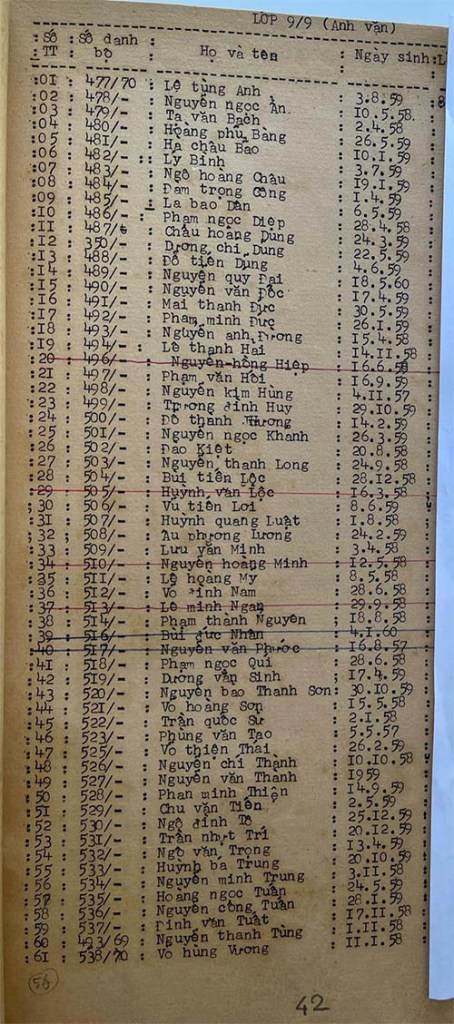 LỚP 9/9 (Anh văn)
:Số :Số danh : Họ và tên : Ngày sinh:L
:TT : bộ : : :
:01 : 477/70 : Lê tùng Anh : 3.8.59 :8
:02 : 478/- : Nguyễn ngọc Ân : 10.5.58.
:03 : 479/- : Tạ văn Bạch : 2.4.58 :
:04 : 480/- : Hoàng phú Bàng : 26.5.59 :
:05 : 481/- : Hạ châu Bảo : 10.1.59 :
:06 : 482/- : Lý Bình : 3.7.59 :
:07 : 483/- : Ngô hoàng Châu : 19.1.59 :
:08 : 484/- : Đàm trọng Công : 1.4.59 :
:09 : 485/- : La bảo Dân : 6.5.59 :
:10 : 486/- : Phạm ngọc Diệp : 28.4.58 :
:11 : 487/- : Châu hoàng Dũng : 24.3.59 :
:12 : 350/- : Dương chí Dũng : 22.5.59 :
:13 : 488/- : Đỗ tiến Dũng : 4.6.59 :
:14 : 489/- : Nguyễn quý Đại : 18.5.60 :
:15 : 490/- : Nguyễn văn Đốc : 17.4.59 :
:16 : 491/- : Mai thanh Đức : 30.5.59 :
:17 : 492/- : Phạm minh Đức : 26.1.59 :
:18 : 493/- : Nguyễn anh Dương : 15.4.58 :
:19 : 494/- : Lê thanh Hải : 14.11.58 :
:20 : 496/- : Nguyễn hồng Hiệp : 16.6.58 :
:21 : 497/- : Phạm văn Hồi : 16.9.59 :
:22 : 498/- : Nguyễn kim Hùng : 4.11.57 :
:23 : 499/- : Trương đình Huy : 29.10.59 :
:24 : 500/- : Đỗ thanh Hương : 14.2.59 :
:25 : 501/- : Nguyễn ngọc Khanh : 26.3.59 :
:26 : 502/- : Đào Kiệt : 20.8.58 :
:27 : 503/- : Nguyễn thanh Long : 24.9.58 :
:28 : 504/- : Bùi tiến Lộc : 28.12.58 :
:29 : 505/- : Huỳnh văn Lộc : 16.3.58 :
:30 : 506/- : Vũ tiến Lợi : 8.6.59 :
:31 : 507/- : Huỳnh quang Luật : 1.8.58 :
:32 : 508/- : Âu phương Lương : 24.2.59 :
:33 : 509/- : Lưu văn Minh : 3.4.58 :
:34 : 510/- : Nguyễn hoàng Minh : 12.5.58 :
:35 : 511/- : Lê hoàng Mỹ : 8.5.58 :
:36 : 512/- : Võ đình Nam : 28.6.58 :
:37 : 513/- : Lê minh Ngạn : 29.9.58 :
:38 : 514/- : Phạm thành Nguyên : 18.8.58 :
:39 : 516/- : Bùi đức Nhân : 4.1.60 :
:40 : 517/- : Nguyễn văn Phước : 16.8.57 :
:41 : 518/- : Phạm ngọc Quí : 28.6.58 :
:42 : 519/- : Dương văn Sinh : 17.4.59 :
:43 : 520/- : Nguyễn bảo Thanh Sơn: 30.10.59 :
:44 : 521/- : Võ hoàng Sơn : 15.5.58 :
:45 : 522/- : Trần quốc Sử : 2.1.58 :
:46 : 523/- : Phùng văn Tạo : 5.5.57 :
:47 : 525/- : Võ thiện Thái : 26.2.59 :
:48 : 526/- : Nguyễn chí Thành : 10.10.58 :
:49 : 527/- : Nguyễn văn Thanh : 1959 :
:50 : 528/- : Phan minh Thiện : 14.9.59 :
:51 : 529/- : Chu văn Tiến : 2.5.59 :
:52 : 530/- : Ngô đình Tô : 25.12.59 :
:53 : 531/- : Trần nhựt Trí : 20.12.59 :
:54 : 532/- : Ngô văn Trọng : 13.4.59 :
:55 : 533/- : Huỳnh bá Trung : 20.10.59 :
:56 : 534/- : Nguyễn minh Trung : 3.11.58 :
:57 : 535/- : Hoàng ngọc Tuấn : 24.5.59 :
:58 : 536/- : Nguyễn công Tuấn : 28.1.59 :
:59 : 537/- : Đinh văn Tuất : 17.11.58 :
:60 : 493/69 : Nguyễn thanh Tùng : 1.11.58 :
:61 : 538/70 : Võ hùng Vương : 11.1.58 :
56
42